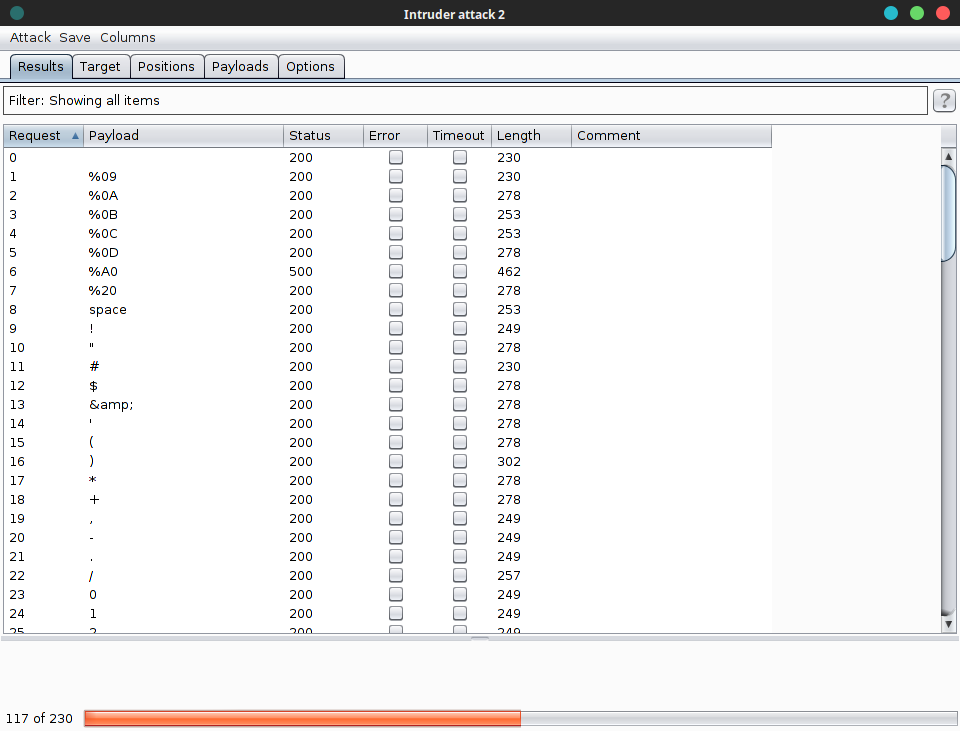 Intruder attack 2
Attack Save Columns
Results Target Positions Payloads Options
Filter: Showing all items
?
Request Payload Status Error Timeout Length Comment
0 200 230
1 %09 200 230
2 %0A 200 278
3 %0B 200 253
4 %0C 200 253
5 %0D 200 278
6 %A0 500 462
7 %20 200 278
8 space 200 253
9 ! 200 249
10 " 200 278
11 # 200 230
12 $ 200 278
13 &amp; 200 278
14 ' 200 278
15 ( 200 278
16 ) 200 302
17 * 200 278
18 + 200 278
19 , 200 249
20 - 200 249
21 . 200 249
22 / 200 257
23 0 200 249
24 1 200 249
25 2 200 249
117 of 230